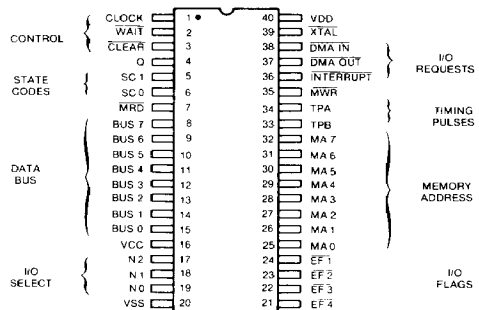 CONTROL
STATE
CODES
DATA
BUS
I/O
SELECT
CLOCK 1 40 VDD
WAIT 2 39 XTAL
CLEAR 3 38 DMA IN
Q 4 37 DMA OUT
SC 1 5 36 INTERRUPT
SC 0 6 35 MWR
MRD 7 34 TPA
BUS 7 8 33 TPB
BUS 6 9 32 MA 7
BUS 5 10 31 MA 6
BUS 4 11 30 MA 5
BUS 3 12 29 MA 4
BUS 2 13 28 MA 3
BUS 1 14 27 MA 2
BUS 0 15 26 MA 1
VCC 16 25 MA 0
N 2 17 24 EF 1
N 1 18 23 EF 2
N 0 19 22 EF 3
VSS 20 21 EF 4
I/O
REQUESTS
TIMING
PULSES
MEMORY
ADDRESS
I/O
FLAGS